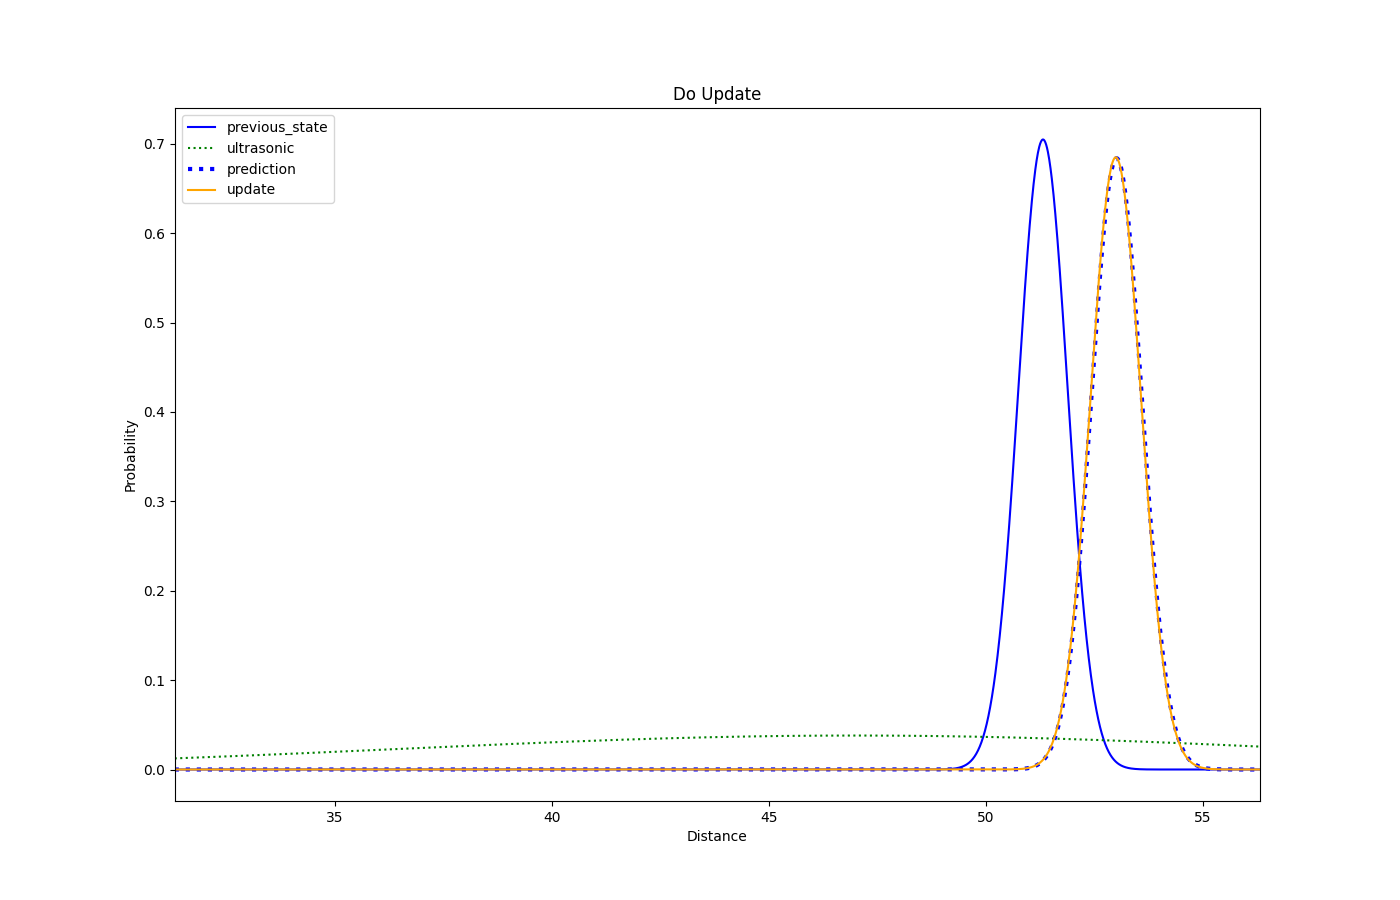 Do Update
previous_state
ultrasonic
prediction
update
0.7
0.6
0.5
0.4
0.3
0.2
0.1
0.0
Probability
35 40 45 50 55
Distance